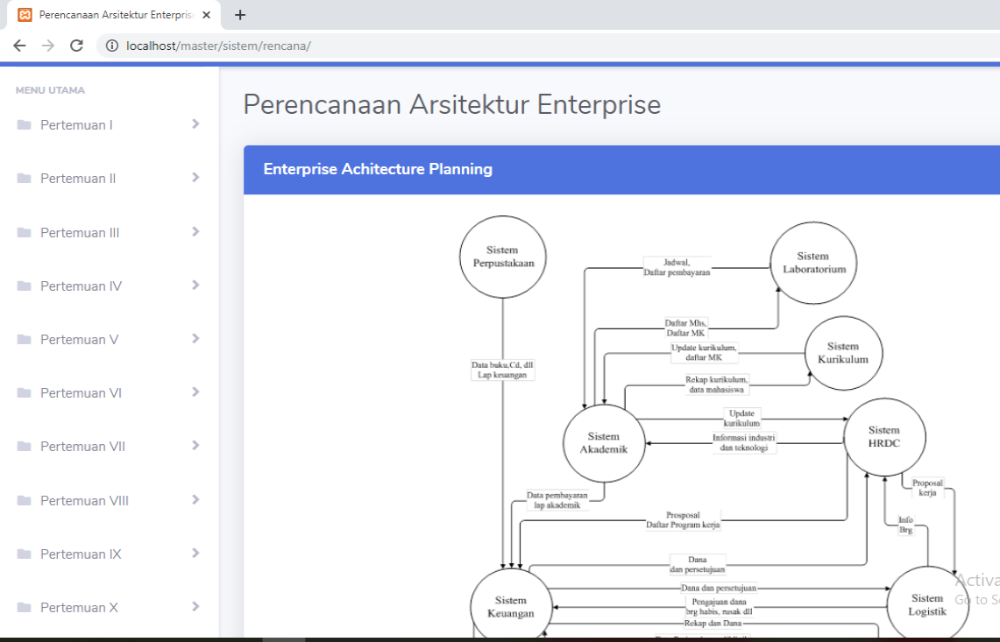 Perencanaan Arsitektur Enterpris
localhost/master/sistem/rencana/
MENU UTAMA
Pertemuan I
Pertemuan II
Pertemuan III
Pertemuan IV
Pertemuan V
Pertemuan VI
Pertemuan VII
Pertemuan VIII
Pertemuan IX
Pertemuan X
Perencanaan Arsitektur Enterprise
Enterprise Achitecture Planning
Sistem
Perpustakaan
Sistem
Laboratorium
Jadwal,
Daftar pembayaran
Daftar Mhs,
Daftar MK
Update kurikulum,
daftar MK
Sistem
Kurikulum
Data buku,Cd, dll
Lap keuangan
Rekap kurikulum,
data mahasiswa
Update
kurikulum
Sistem
Akademik
Informasi industri
dan teknologi
Sistem
HRDC
Proposal
kerja
Data pembayaran
lap akademik
Prosposal
Daftar Program kerja
Info
Brg
Dana
dan persetujuan
Dana dan persetujuan
Sistem
Keuangan
Pengajuan dana
brg habis, rusak dll
Rekap dan Dana
Sistem
Logistik
Activa
Go to S